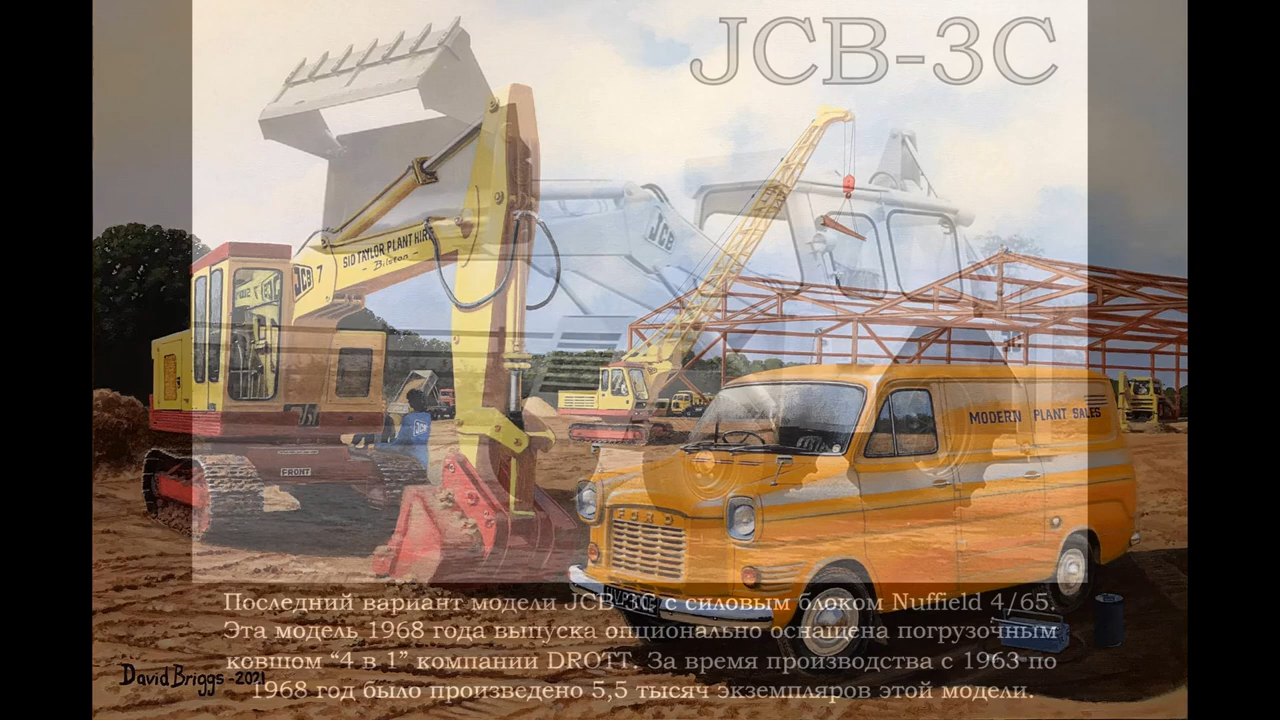 JCB-3C
JCB
SID TAYLOR PLANT HIRE
- Bilston -
JCB 7
JCB
FRONT
MODERN PLANT SALES
FORD
Последний вариант модели JCB-3C с силовым блоком Nuffield 4/65.
Эта модель 1968 года выпуска опционально оснащена погрузочным
ковшом “4 в 1” компании DROTT. За время производства с 1963 по
1968 год было произведено 5,5 тысяч экземпляров этой модели.
David Briggs -2021